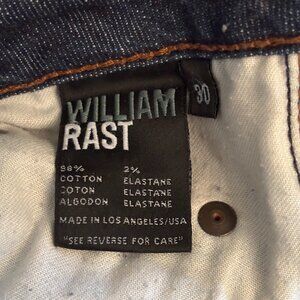 WILLIAM
RAST
30
98% 2%
COTTON ELASTANE
COTON ELASTANE
ALGODON ELASTANE
MADE IN LOS ANGELES/USA
"SEE REVERSE FOR CARE"